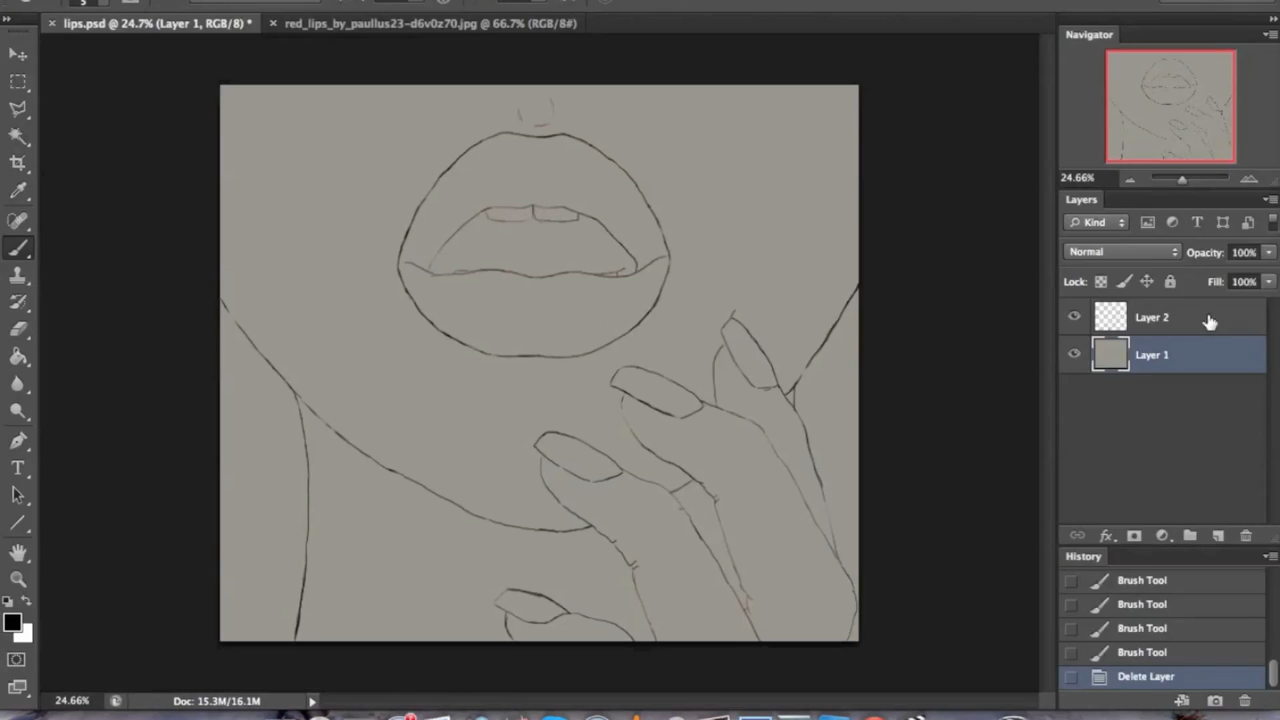 5
lips.psd @ 24.7% (Layer 1, RGB/8) *
red_lips_by_paullus23-d6v0z70.jpg @ 66.7% (RGB/8#)
Navigator
24.66%
Layers
Kind
Normal
Opacity: 100%
Lock:
Fill: 100%
Layer 2
Layer 1
History
Brush Tool
Brush Tool
Brush Tool
Brush Tool
Delete Layer
24.66%
Doc: 15.3M/16.1M